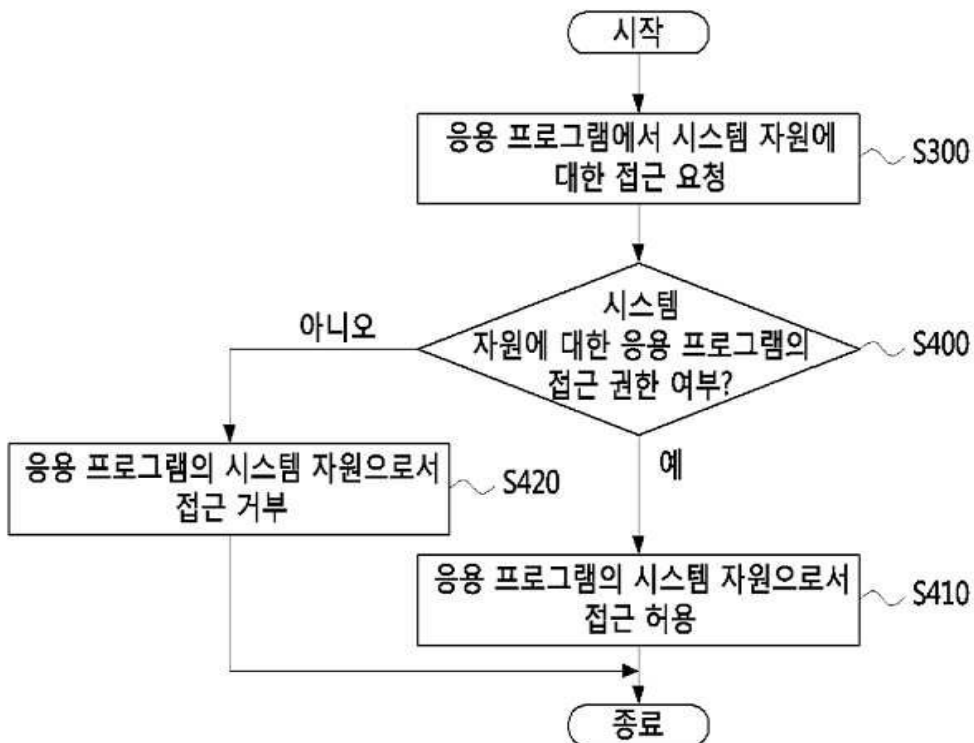 시작
응용 프로그램에서 시스템 자원에
대한 접근 요청
S300
시스템
자원에 대한 응용 프로그램의
접근 권한 여부?
S400
아니오
예
응용 프로그램의 시스템 자원으로서
접근 거부
S420
응용 프로그램의 시스템 자원으로서
접근 허용
S410
종료